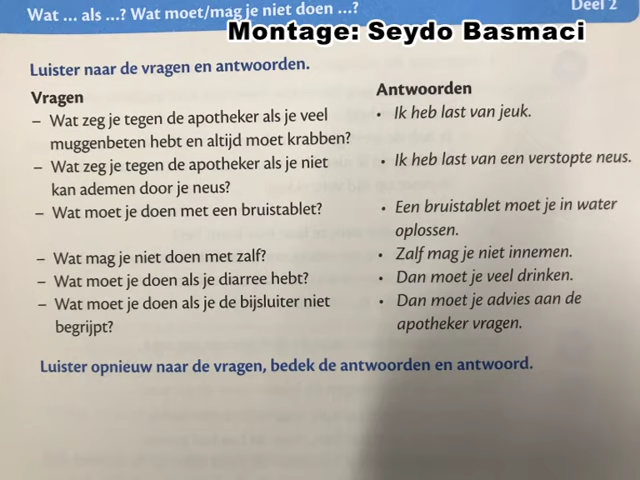 Wat ... als ...? Wat moet/mag je niet doen ...?
Deel 2
Montage: Seydo Basmaci
Luister naar de vragen en antwoorden.
Vragen
– Wat zeg je tegen de apotheker als je veel
muggenbeten hebt en altijd moet krabben?
– Wat zeg je tegen de apotheker als je niet
kan ademen door je neus?
– Wat moet je doen met een bruistablet?
– Wat mag je niet doen met zalf?
– Wat moet je doen als je diarree hebt?
– Wat moet je doen als je de bijsluiter niet
begrijpt?
Antwoorden
• Ik heb last van jeuk.
• Ik heb last van een verstopte neus.
• Een bruistablet moet je in water
oplossen.
• Zalf mag je niet innemen.
• Dan moet je veel drinken.
• Dan moet je advies aan de
apotheker vragen.
Luister opnieuw naar de vragen, bedek de antwoorden en antwoord.